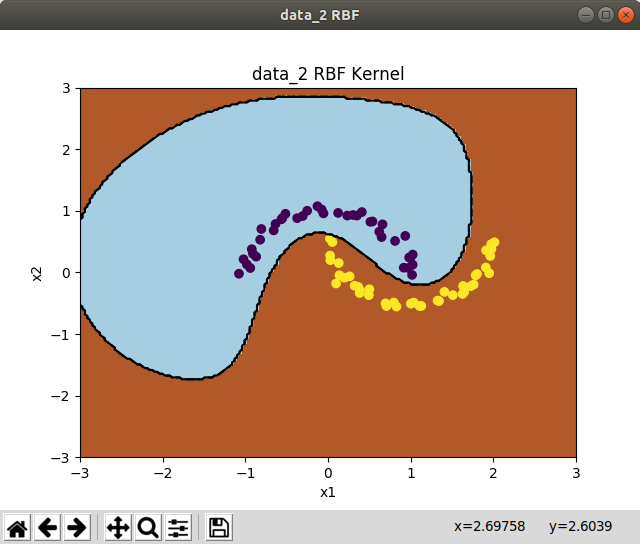 data_2 RBF
data_2 RBF Kernel
3
2
1
0
−1
−2
−3
x2
−3 −2 −1 0 1 2 3
x1
x=2.69758 y=2.6039